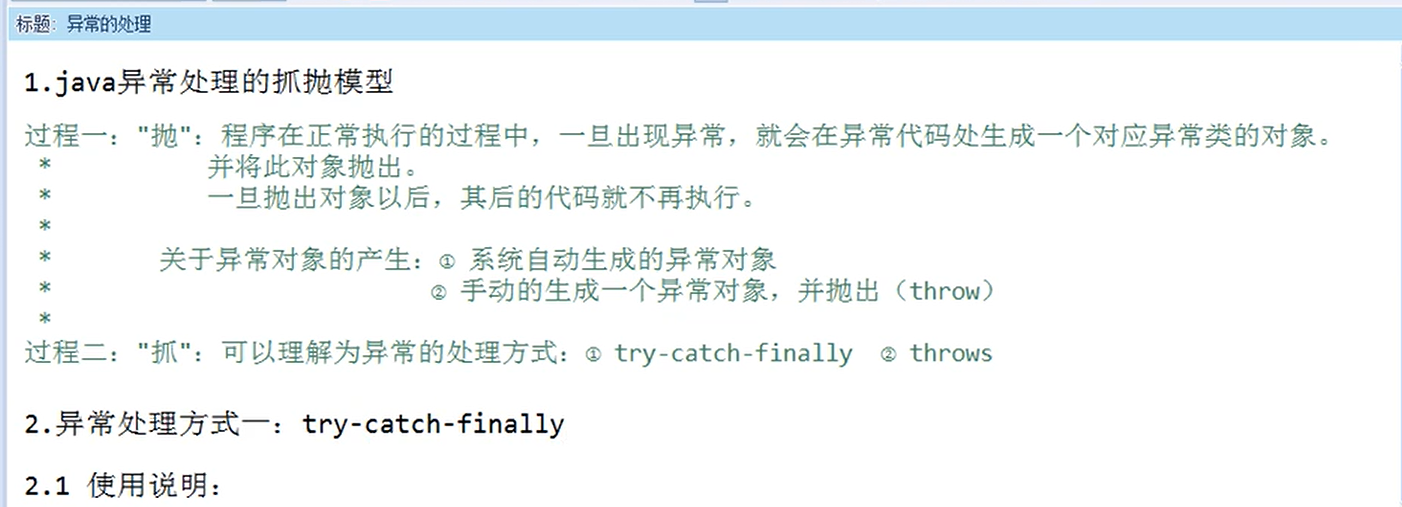 标题: 异常的处理
1.java异常处理的抓抛模型
过程一："抛"：程序在正常执行的过程中，一旦出现异常，就会在异常代码处生成一个对应异常类的对象。
* 并将此对象抛出。
* 一旦抛出对象以后，其后的代码就不再执行。
*
* 关于异常对象的产生：① 系统自动生成的异常对象
* ② 手动的生成一个异常对象，并抛出（throw）
*
过程二："抓"：可以理解为异常的处理方式：① try-catch-finally ② throws
2.异常处理方式一：try-catch-finally
2.1 使用说明：